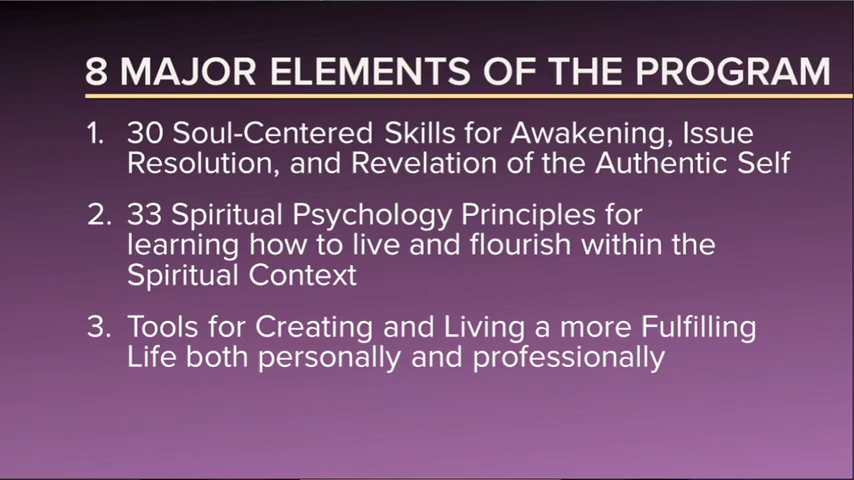 8 MAJOR ELEMENTS OF THE PROGRAM
1. 30 Soul-Centered Skills for Awakening, Issue
Resolution, and Revelation of the Authentic Self
2. 33 Spiritual Psychology Principles for
learning how to live and flourish within the
Spiritual Context
3. Tools for Creating and Living a more Fulfilling
Life both personally and professionally